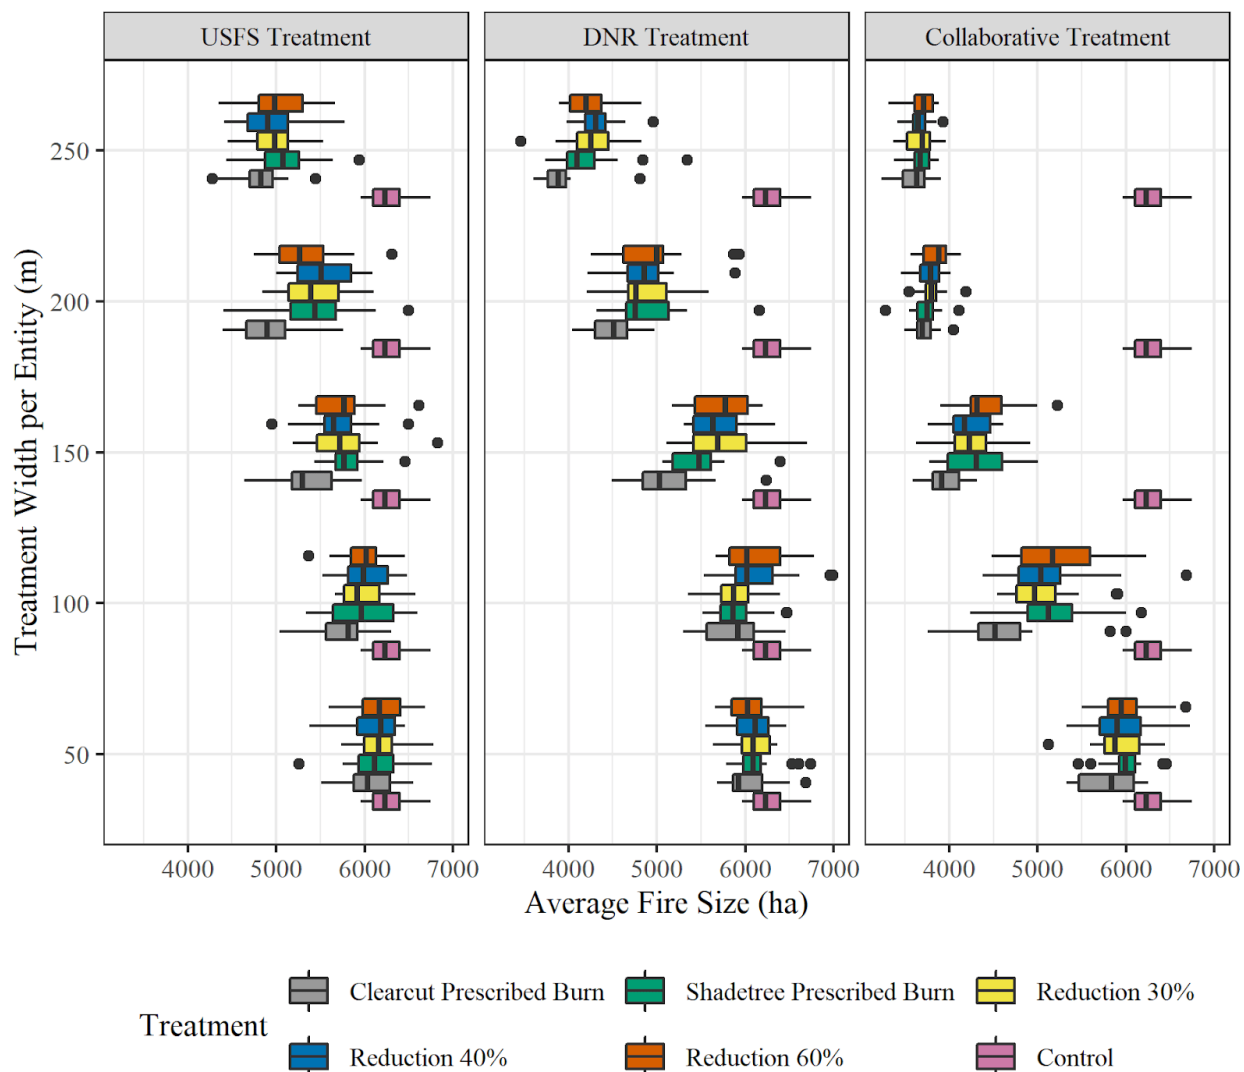 USFS Treatment DNR Treatment Collaborative Treatment
Treatment Width per Entity (m)
250
200
150
100
50
4000 5000 6000 7000 4000 5000 6000 7000 4000 5000 6000 7000
Average Fire Size (ha)
Treatment
Clearcut Prescribed Burn Shadetree Prescribed Burn Reduction 30%
Reduction 40% Reduction 60% Control